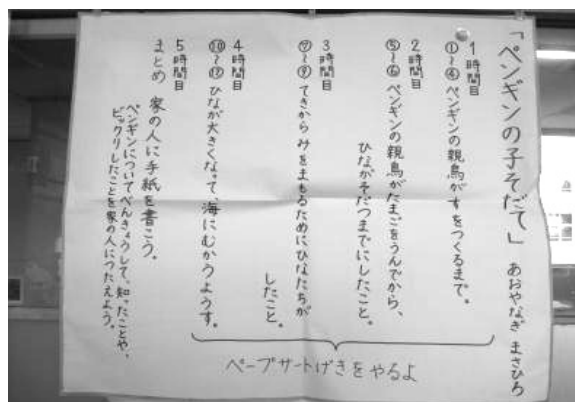 「ペンギンの子そだて」 あおやなぎ まさひろ
1時間目
①~④ペンギンの親鳥がすをつくるまで。
2時間目
⑤~⑥ペンギンの親鳥がたまごをうんでから、
ひながそだつまでにしたこと。
3時間目
⑦~⑨てきからみをまもるためにひなたちが
したこと。
4時間目
⑩~⑫ひなが大きくなって、海にむかうようす。
5時間目
まとめ 家の人に手紙を書こう。
ペンギンについてべんきょうして、知ったことや、
ビックリしたことを家の人につたえよう。
ペープサートげきをやるよ